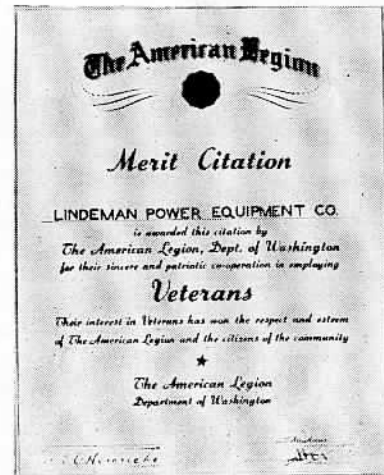 The American Legion
Merit Citation
LINDEMAN POWER EQUIPMENT CO.
is awarded this citation by
The American Legion, Dept. of Washington
for their sincere and patriotic co-operation in employing
Veterans
Their interest in Veterans has won the respect and esteem
of The American Legion and the citizens of the community
The American Legion
Department of Washington